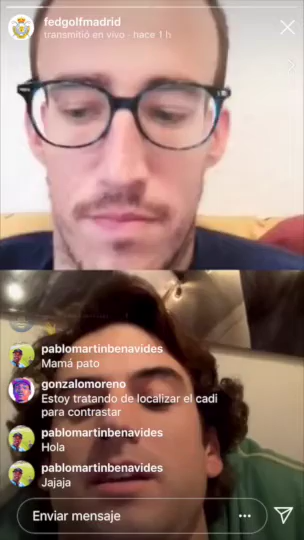 fedgolfmadrid
transmitió en vivo · hace 1 h
pablomartinbenavides
Mamá pato
gonzalomoreno
Estoy tratando de localizar el cadi
para contrastar
pablomartinbenavides
Hola
pablomartinbenavides
Jajaja
Enviar mensaje